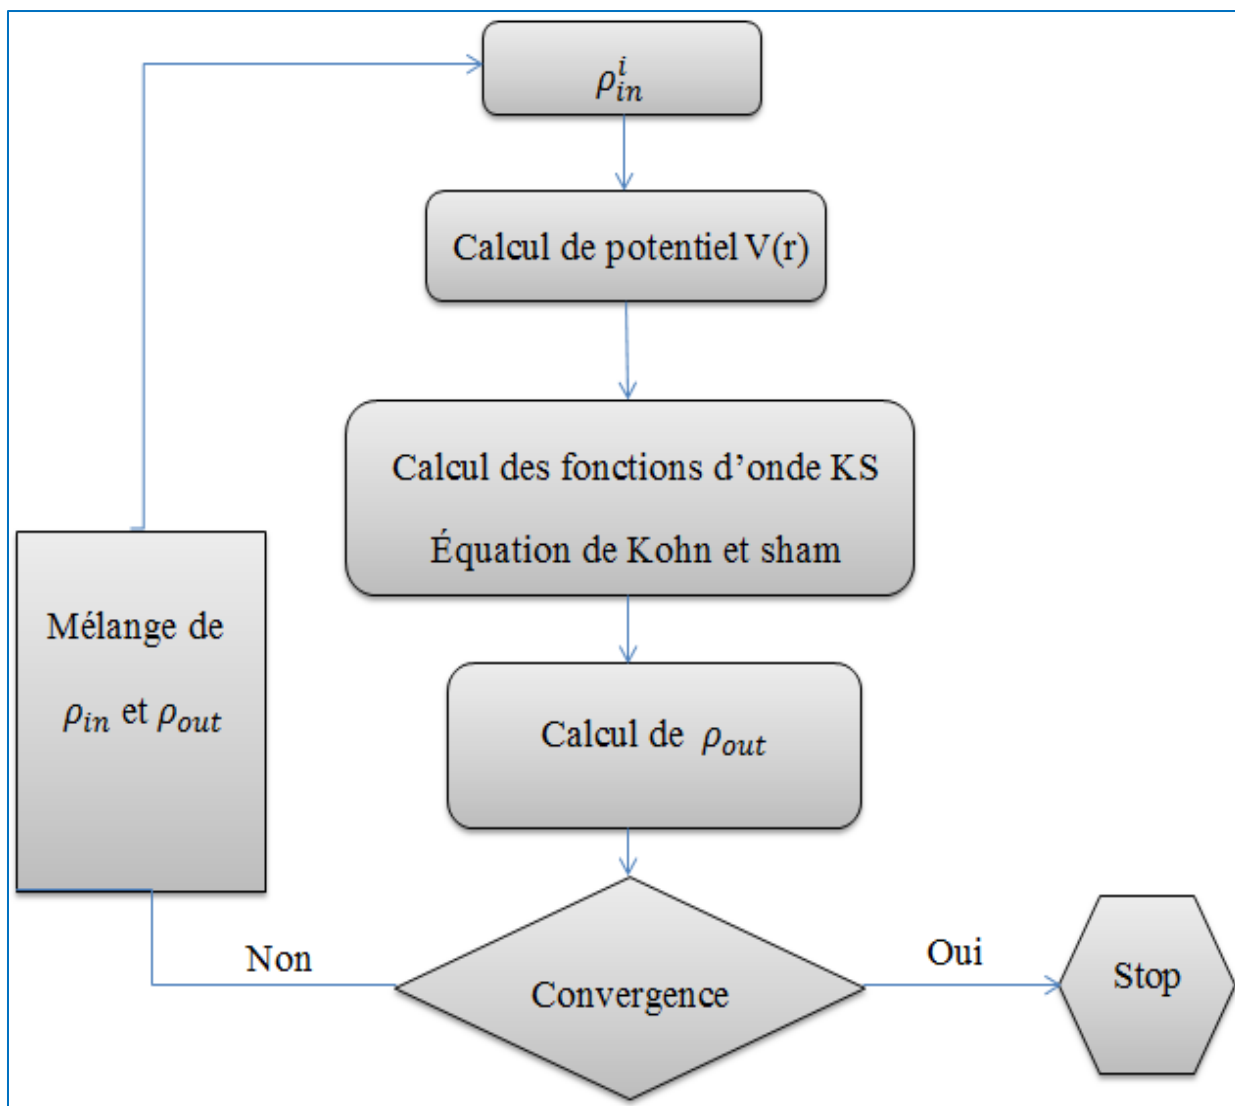 ρ_in^i
Calcul de potentiel V(r)
Calcul des fonctions d’onde KS
Équation de Kohn et sham
Mélange de
ρ_in et ρ_out
Calcul de ρ_out
Non
Convergence
Oui
Stop